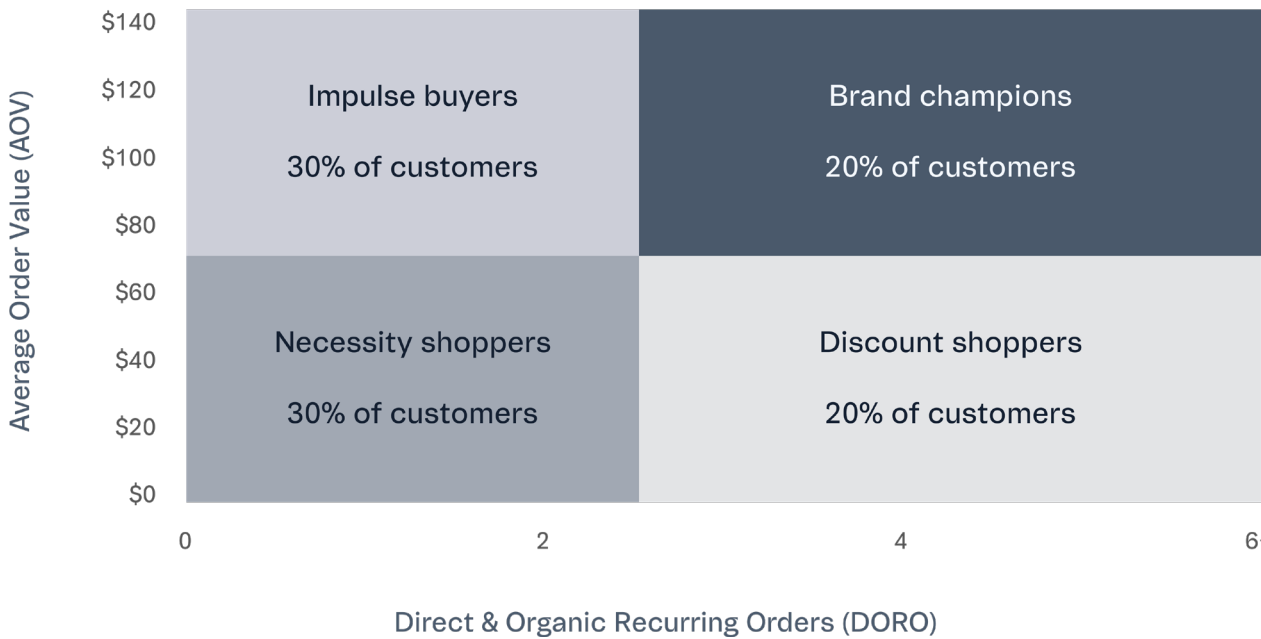 Average Order Value (AOV)
$140
$120
$100
$80
$60
$40
$20
$0
Impulse buyers
30% of customers
Brand champions
20% of customers
Necessity shoppers
30% of customers
Discount shoppers
20% of customers
0
2
4
6
Direct & Organic Recurring Orders (DORO)